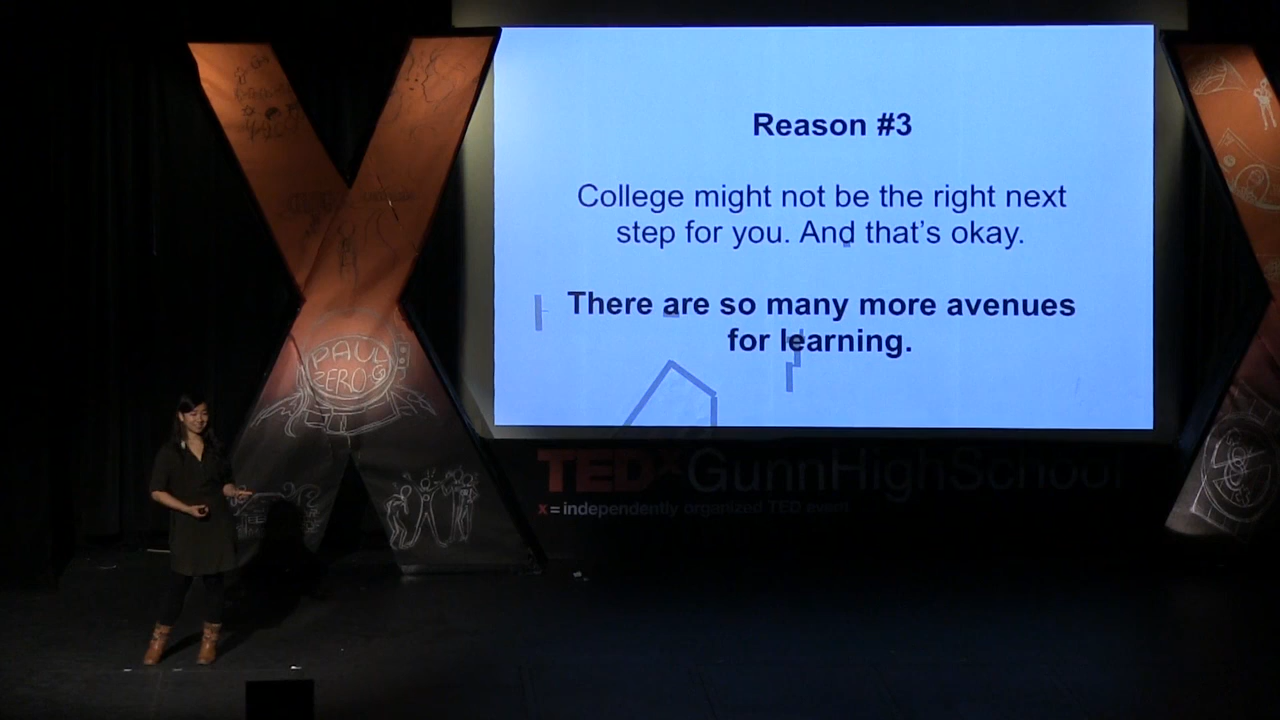 Reason #3
College might not be the right next
step for you. And that's okay.
There are so many more avenues
for learning.
PAUL
ZERO
TEDxGunnHighSchool
x=independently organized TED event